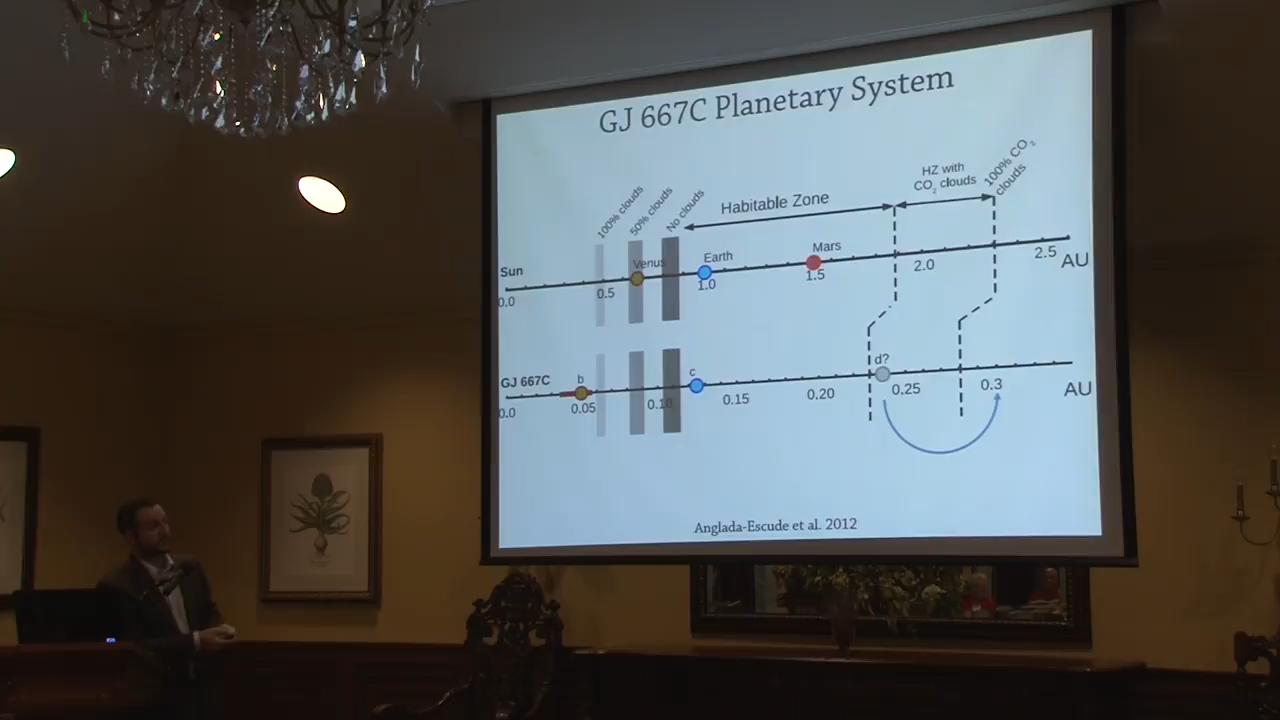 GJ 667C Planetary System
100% clouds
50% clouds
No clouds
Habitable Zone
HZ with
CO2 clouds
100% CO2
clouds
Sun
Venus
Earth
Mars
0.0
0.5
1.0
1.5
2.0
2.5
AU
GJ 667C
b
c
d?
0.0
0.05
0.10
0.15
0.20
0.25
0.3
AU
Anglada-Escude et al. 2012